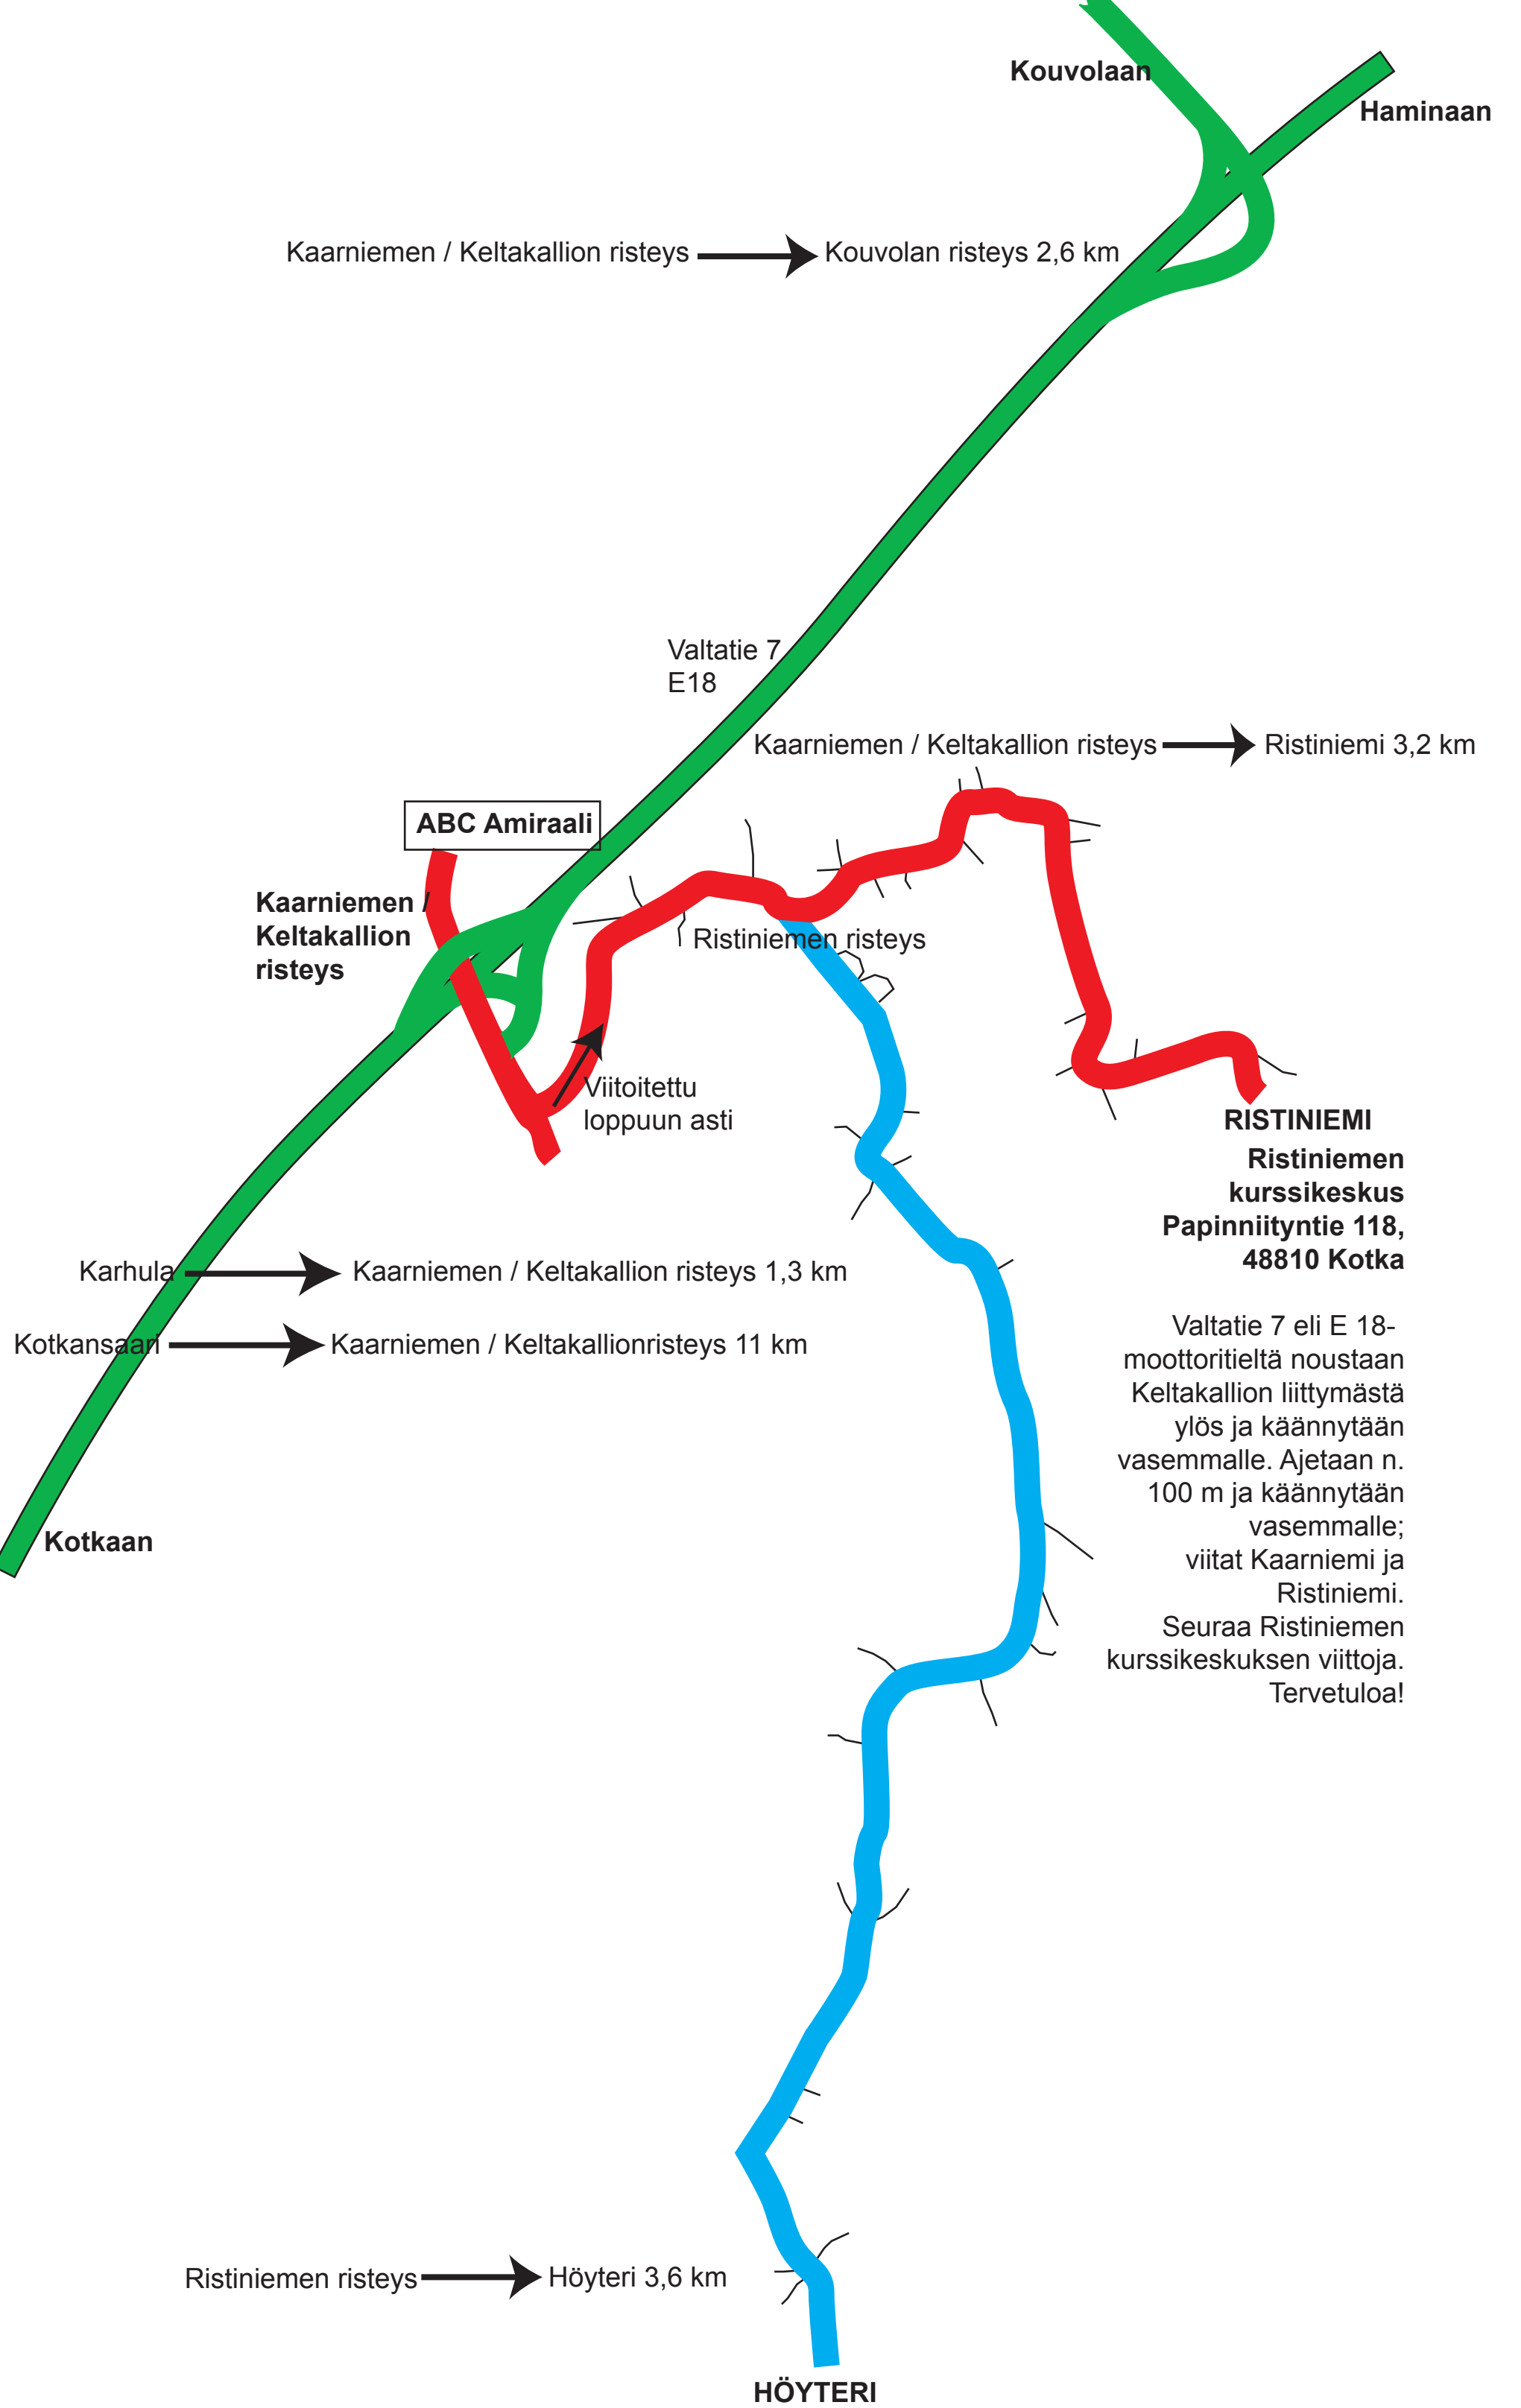 Kouvolaan
Haminaan
Kaarniemen / Keltakallion risteys Kouvolan risteys 2,6 km
Valtatie 7
E18
Kaarniemen / Keltakallion risteys Ristiniemi 3,2 km
ABC Amiraali
Kaarniemen /
Keltakallion
risteys
Ristiniemen risteys
Viitoitettu
loppuun asti
RISTINIEMI
Ristiniemen
kurssikeskus
Papinniityntie 118,
48810 Kotka
Karhula Kaarniemen / Keltakallion risteys 1,3 km
Kotkansaari Kaarniemen / Keltakallionristeys 11 km
Valtatie 7 eli E 18-
moottoritieltä noustaan
Keltakallion liittymästä
ylös ja käännytään
vasemmalle. Ajetaan n.
100 m ja käännytään
vasemmalle;
viitat Kaarniemi ja
Ristiniemi.
Seuraa Ristiniemen
kurssikeskuksen viittoja.
Tervetuloa!
Kotkaan
Ristiniemen risteys Höyteri 3,6 km
HÖYTERI